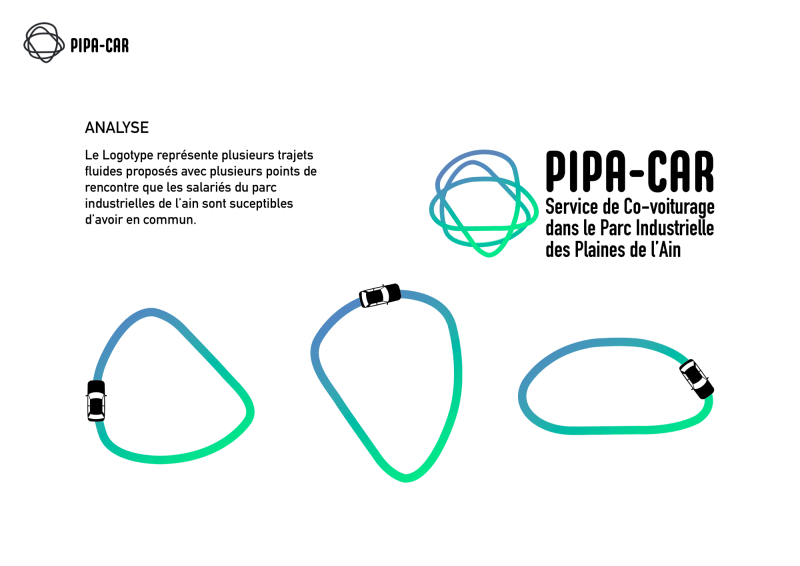 PIPA-CAR
ANALYSE
Le Logotype représente plusieurs trajets
fluides proposés avec plusieurs points de
rencontre que les salariés du parc
industrielles de l'ain sont suceptibles
d'avoir en commun.
PIPA-CAR
Service de Co-voiturage
dans le Parc Industrielle
des Plaines de l'Ain